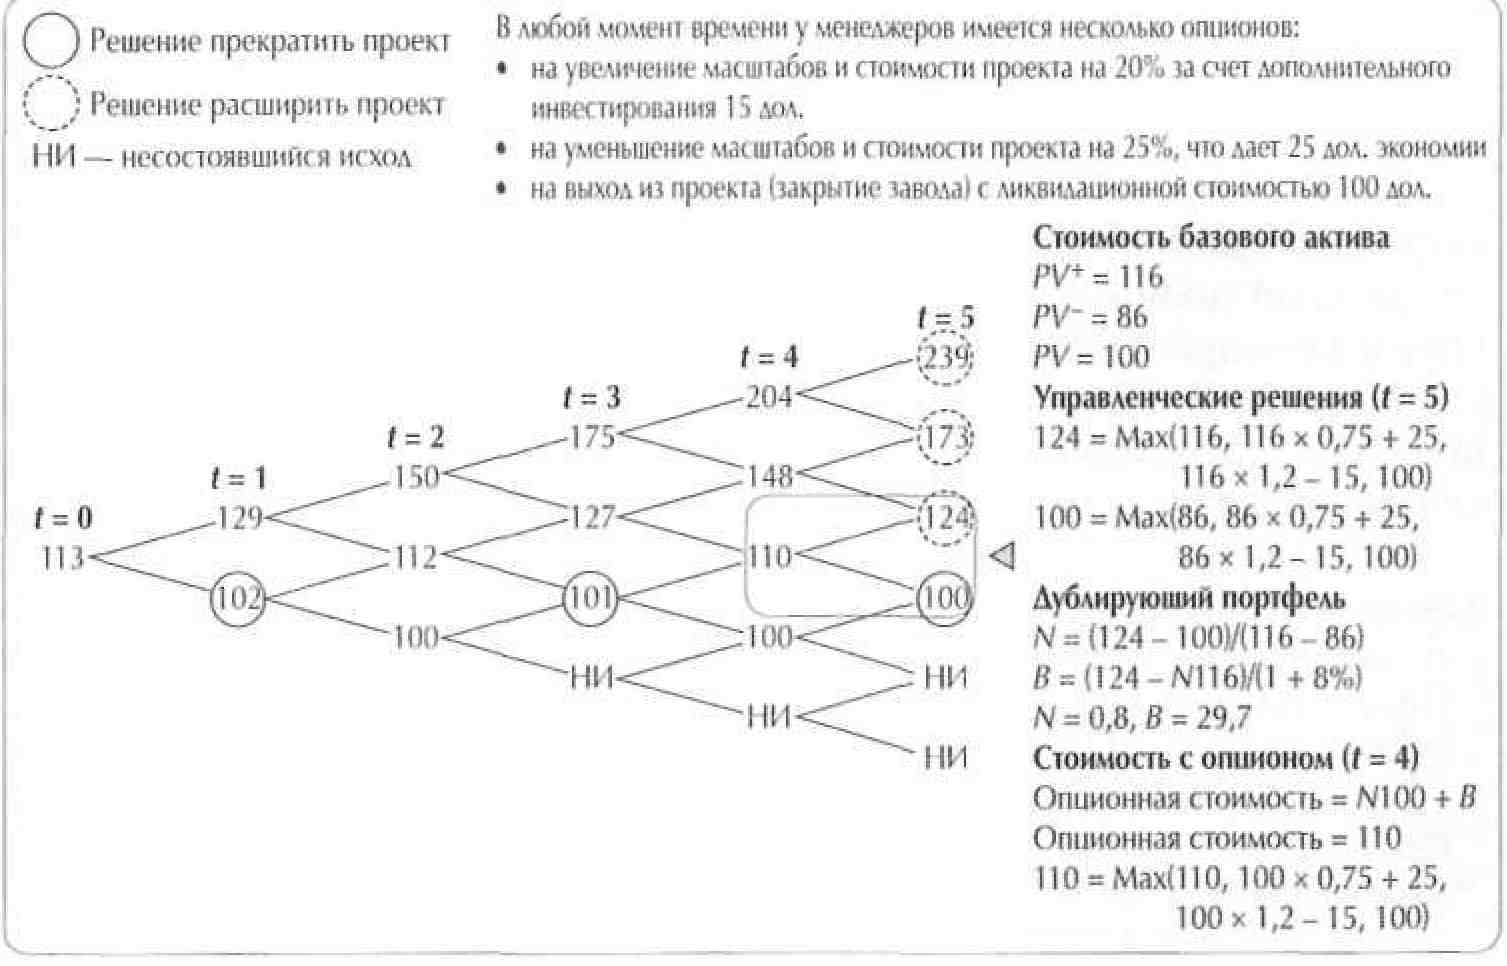 Решение прекратить проект
Решение расширить проект
НИ — несостоявшийся исход
В любой момент времени у менеджеров имеется несколько опционов:
• на увеличение масштабов и стоимости проекта на 20% за счет дополнительного
инвестирования 15 дол.
• на уменьшение масштабов и стоимости проекта на 25%, что дает 25 дол. экономии
• на выход из проекта (закрытие завода) с ликвидационной стоимостью 100 дол.
t = 0
113
t = 1
129
102
t = 2
150
112
100
t = 3
175
127
101
НИ
t = 4
204
148
110
100
НИ
t = 5
239
173
124
100
НИ
НИ
Стоимость базового актива
PV+ = 116
PV– = 86
PV = 100
Управленческие решения (t = 5)
124 = Max(116, 116 × 0,75 + 25,
116 × 1,2 – 15, 100)
100 = Max(86, 86 × 0,75 + 25,
86 × 1,2 – 15, 100)
Дублирующий портфель
N = (124 – 100)/(116 – 86)
B = (124 – N116)/(1 + 8%)
N = 0,8, B = 29,7
Стоимость с опционом (t = 4)
Опционная стоимость = N100 + B
Опционная стоимость = 110
110 = Max(110, 100 × 0,75 + 25,
100 × 1,2 – 15, 100)